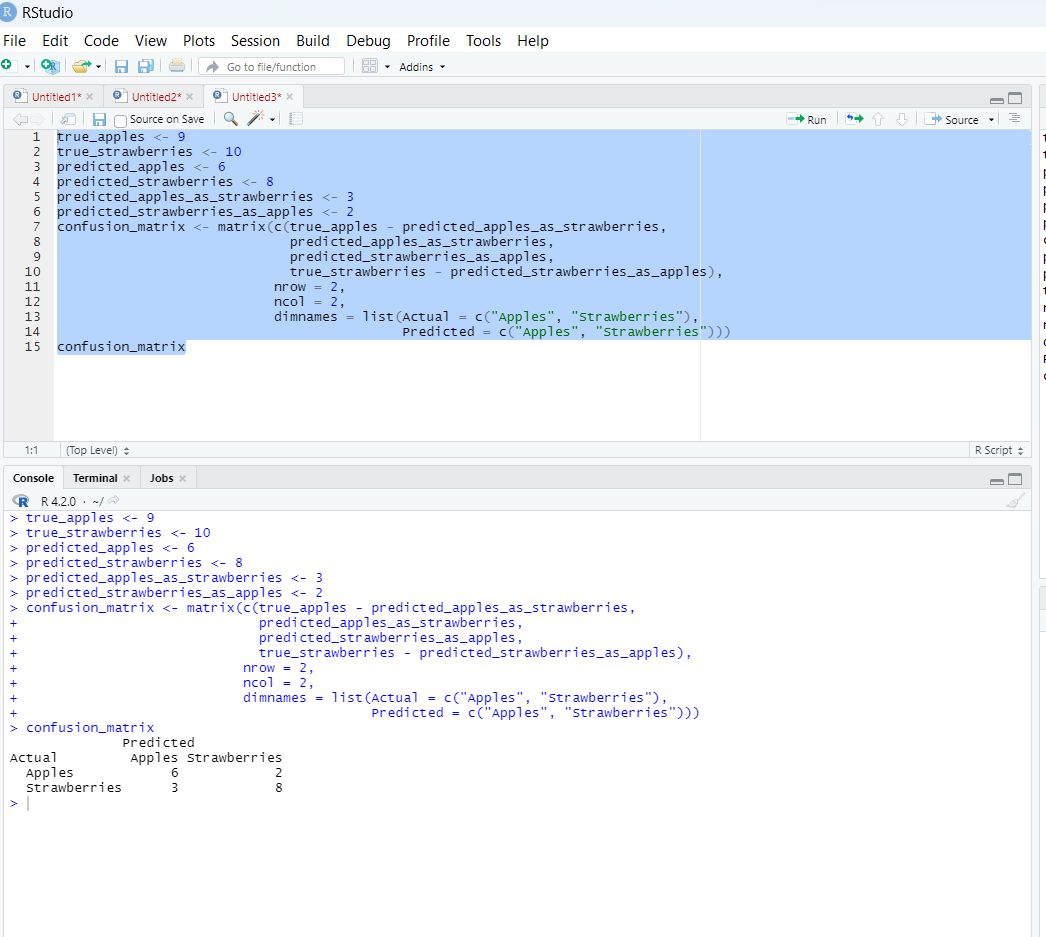 RStudio
File Edit Code View Plots Session Build Debug Profile Tools Help
Go to file/function Addins
Untitled1* Untitled2* Untitled3*
Source on Save Run Source
1 true_apples <- 9
2 true_strawberries <- 10
3 predicted_apples <- 6
4 predicted_strawberries <- 8
5 predicted_apples_as_strawberries <- 3
6 predicted_strawberries_as_apples <- 2
7 confusion_matrix <- matrix(c(true_apples - predicted_apples_as_strawberries,
8 predicted_apples_as_strawberries,
9 predicted_strawberries_as_apples,
10 true_strawberries - predicted_strawberries_as_apples),
11 nrow = 2,
12 ncol = 2,
13 dimnames = list(Actual = c("Apples", "Strawberries"),
14 Predicted = c("Apples", "Strawberries")))
15 confusion_matrix
1:1 (Top Level) R Script
Console Terminal Jobs
R 4.2.0 · ~/
> true_apples <- 9
> true_strawberries <- 10
> predicted_apples <- 6
> predicted_strawberries <- 8
> predicted_apples_as_strawberries <- 3
> predicted_strawberries_as_apples <- 2
> confusion_matrix <- matrix(c(true_apples - predicted_apples_as_strawberries,
+ predicted_apples_as_strawberries,
+ predicted_strawberries_as_apples,
+ true_strawberries - predicted_strawberries_as_apples),
+ nrow = 2,
+ ncol = 2,
+ dimnames = list(Actual = c("Apples", "Strawberries"),
+ Predicted = c("Apples", "Strawberries")))
> confusion_matrix
Predicted
Actual Apples Strawberries
Apples 6 2
Strawberries 3 8
>